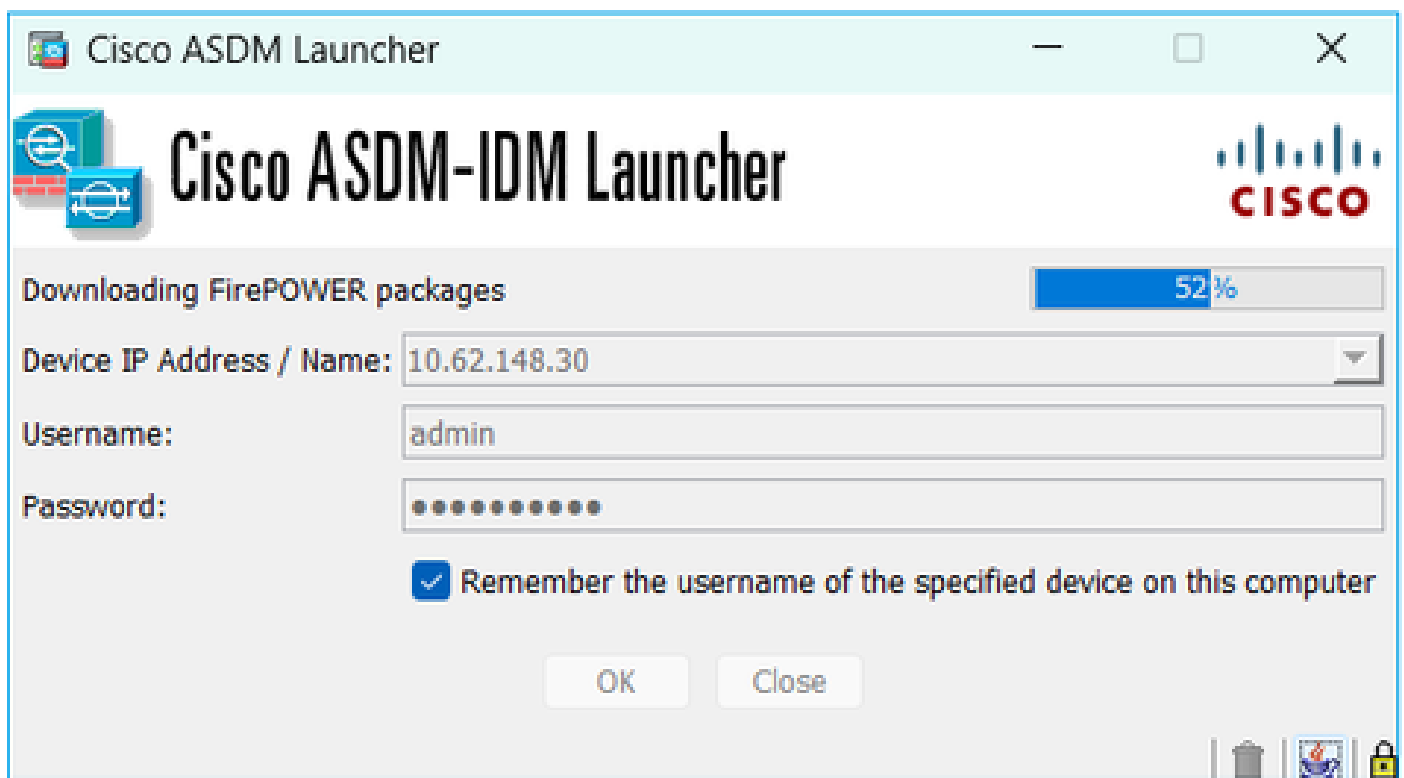 Cisco ASDM Launcher
Cisco ASDM-IDM Launcher
CISCO
Downloading FirePOWER packages 52%
Device IP Address / Name: 10.62.148.30
Username: admin
Password: ●●●●●●●●●●
Remember the username of the specified device on this computer
OK Close